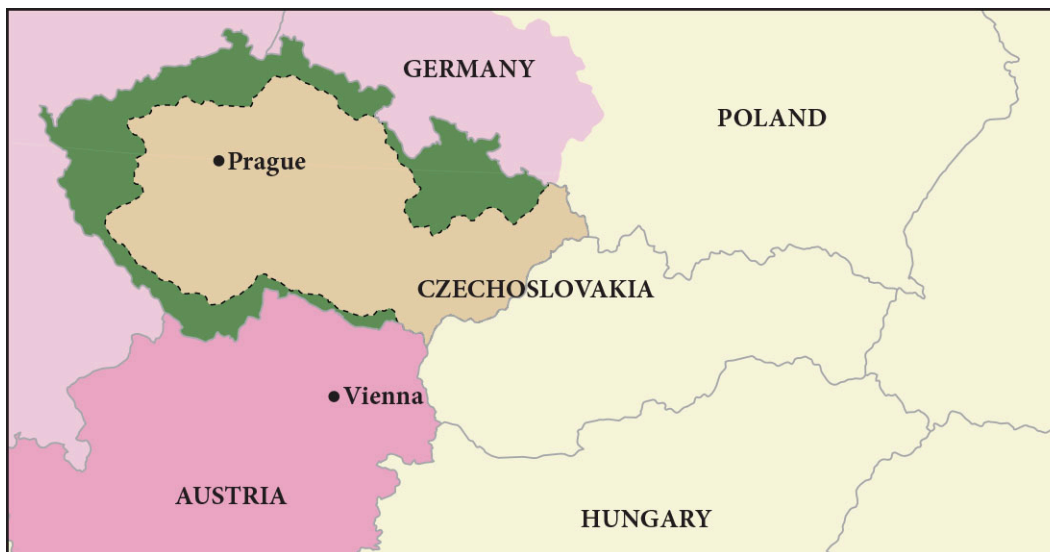 GERMANY
POLAND
Prague
CZECHOSLOVAKIA
Vienna
AUSTRIA
HUNGARY